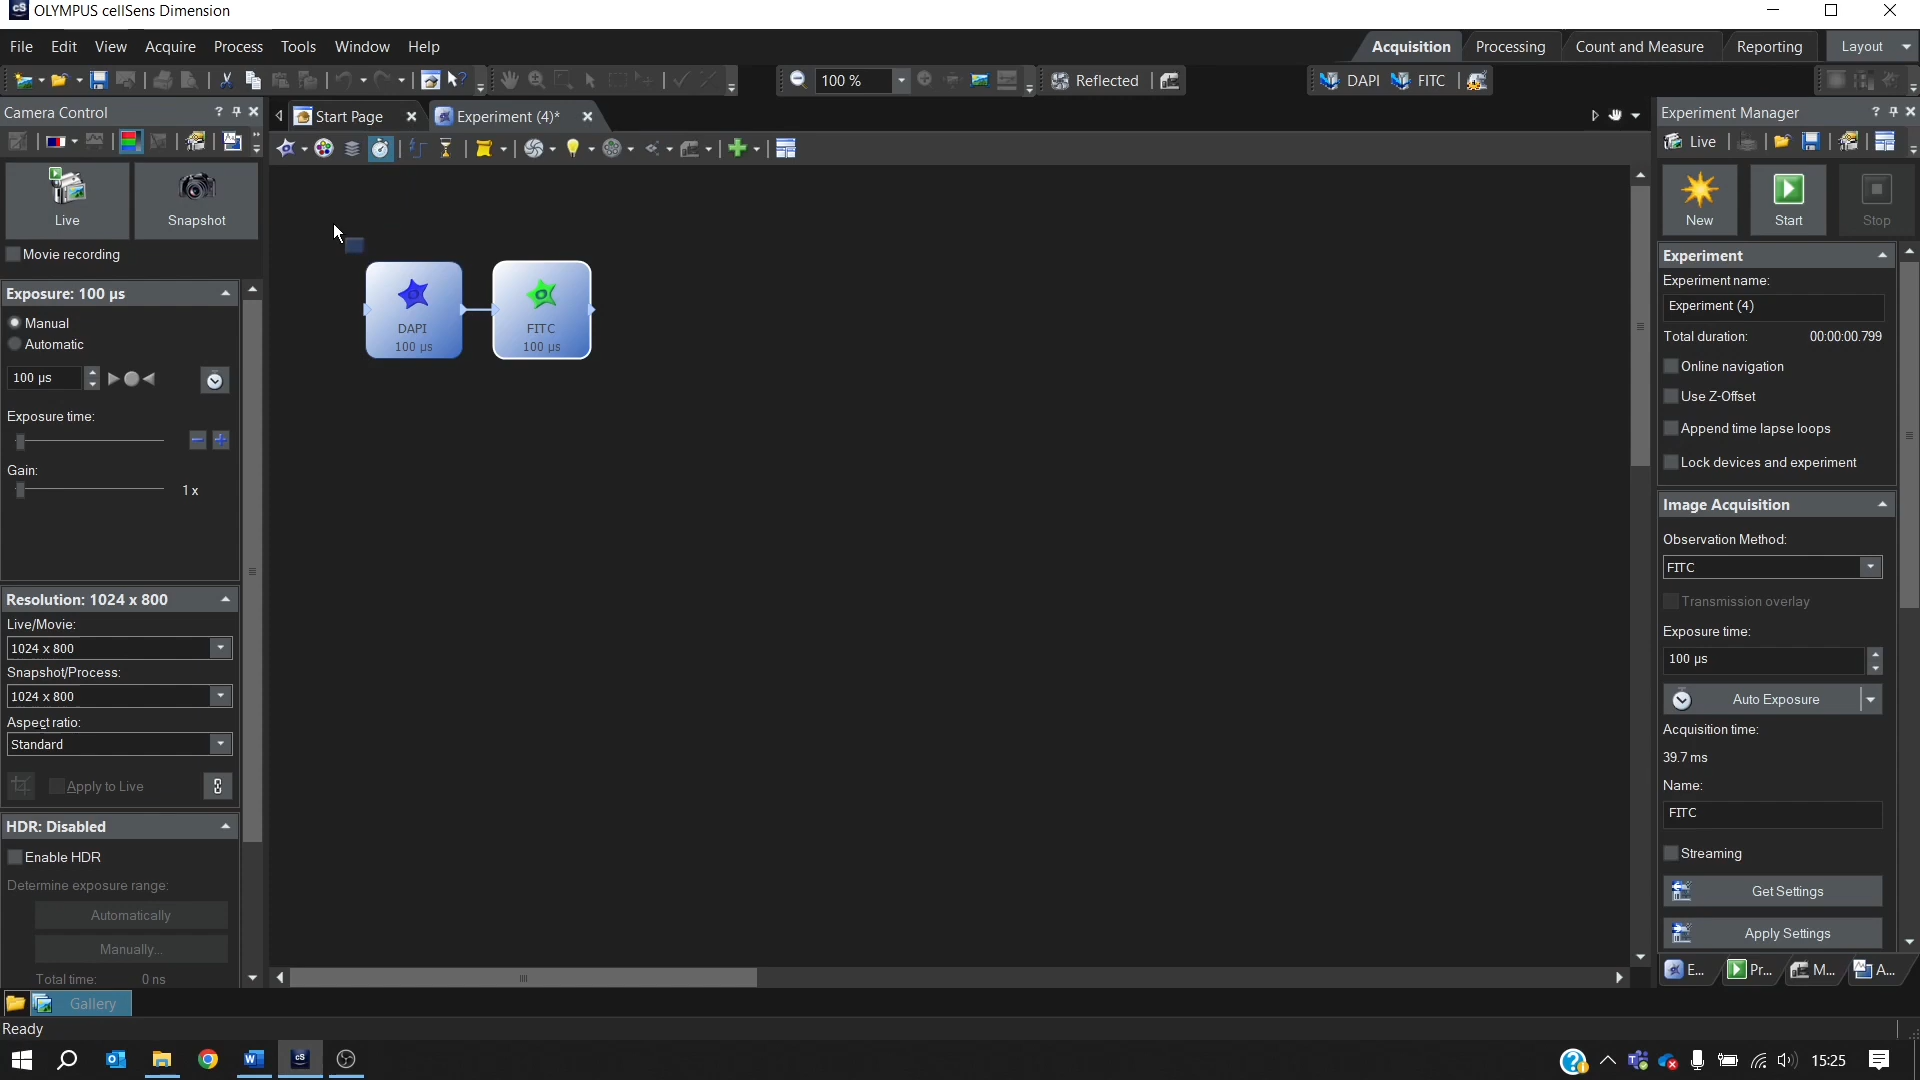 OLYMPUS cellSens Dimension
File Edit View Acquire Process Tools Window Help
Acquisition Processing Count and Measure Reporting Layout
100 % Reflected DAPI FITC
Camera Control
Start Page
Experiment (4)*
Experiment Manager
Live
Live
Snapshot
Movie recording
New
Start
Stop
Exposure: 100 µs
Manual
Automatic
100 µs
Exposure time:
Gain:
1x
Resolution: 1024 x 800
Live/Movie:
1024 x 800
Snapshot/Process:
1024 x 800
Aspect ratio:
Standard
Apply to Live
HDR: Disabled
Enable HDR
Determine exposure range:
Automatically
Manually...
Total time: 0 ns
DAPI
100 µs
FITC
100 µs
Experiment
Experiment name:
Experiment (4)
Total duration: 00:00:00.799
Online navigation
Use Z-Offset
Append time lapse loops
Lock devices and experiment
Image Acquisition
Observation Method:
FITC
Transmission overlay
Exposure time:
100 µs
Auto Exposure
Acquisition time:
39.7 ms
Name:
FITC
Streaming
Get Settings
Apply Settings
E... Pr... M... A...
Gallery
Ready
15:25